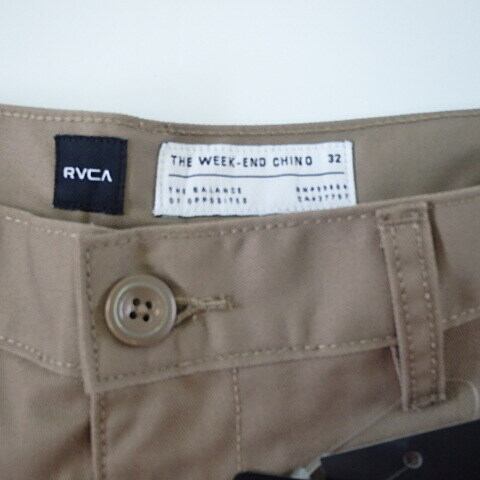 RVCA
THE WEEK-END CHINO 32
THE BALANCE
OF OPPOSITES